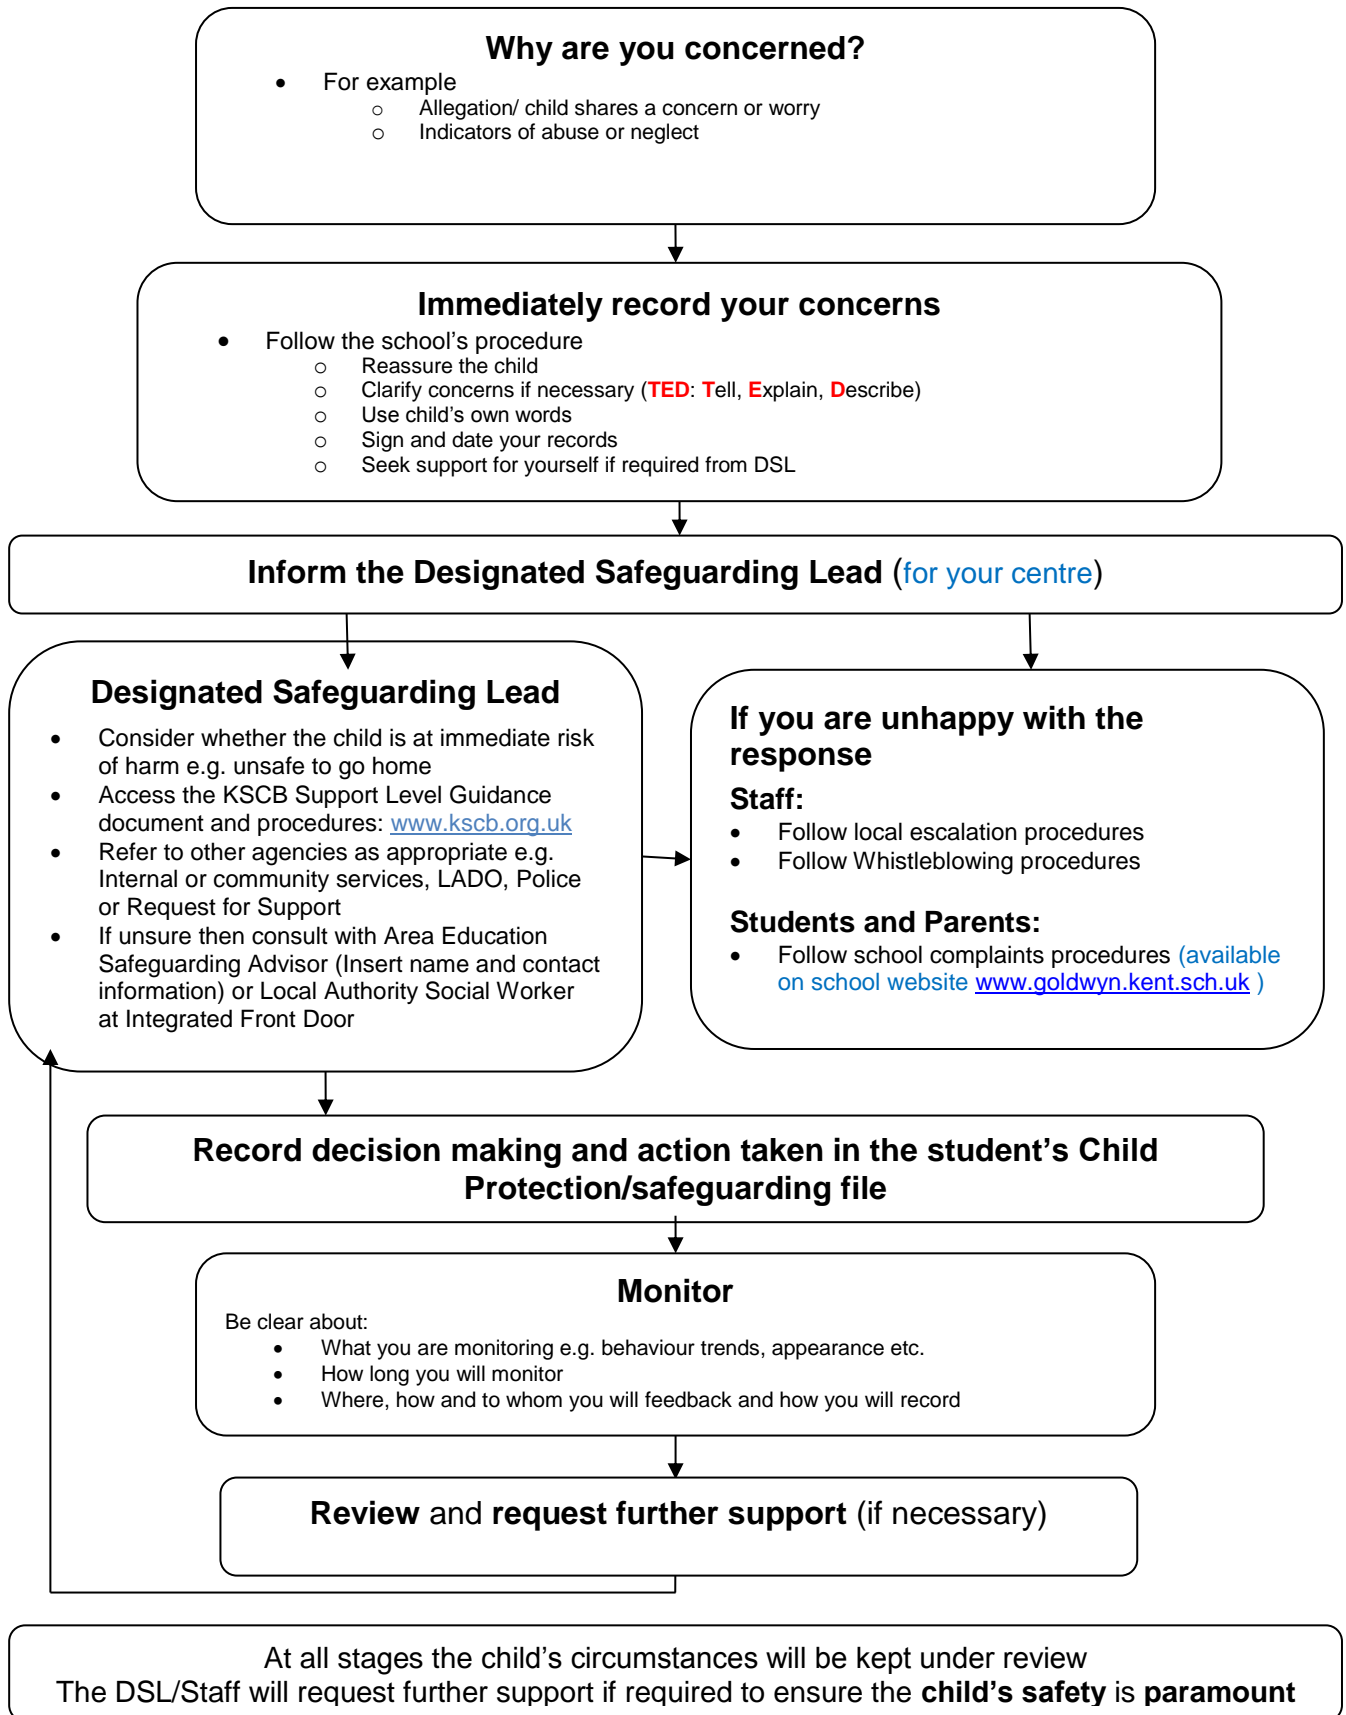 Why are you concerned?
• For example
o Allegation/ child shares a concern or worry
o Indicators of abuse or neglect
Immediately record your concerns
• Follow the school’s procedure
o Reassure the child
o Clarify concerns if necessary (TED: Tell, Explain, Describe)
o Use child’s own words
o Sign and date your records
o Seek support for yourself if required from DSL
Inform the Designated Safeguarding Lead (for your centre)
Designated Safeguarding Lead
• Consider whether the child is at immediate risk
of harm e.g. unsafe to go home
• Access the KSCB Support Level Guidance
document and procedures: www.kscb.org.uk
• Refer to other agencies as appropriate e.g.
Internal or community services, LADO, Police
or Request for Support
• If unsure then consult with Area Education
Safeguarding Advisor (Insert name and contact
information) or Local Authority Social Worker
at Integrated Front Door
If you are unhappy with the
response
Staff:
• Follow local escalation procedures
• Follow Whistleblowing procedures
Students and Parents:
• Follow school complaints procedures (available
on school website www.goldwyn.kent.sch.uk )
Record decision making and action taken in the student’s Child
Protection/safeguarding file
Monitor
Be clear about:
• What you are monitoring e.g. behaviour trends, appearance etc.
• How long you will monitor
• Where, how and to whom you will feedback and how you will record
Review and request further support (if necessary)
At all stages the child’s circumstances will be kept under review
The DSL/Staff will request further support if required to ensure the child’s safety is paramount